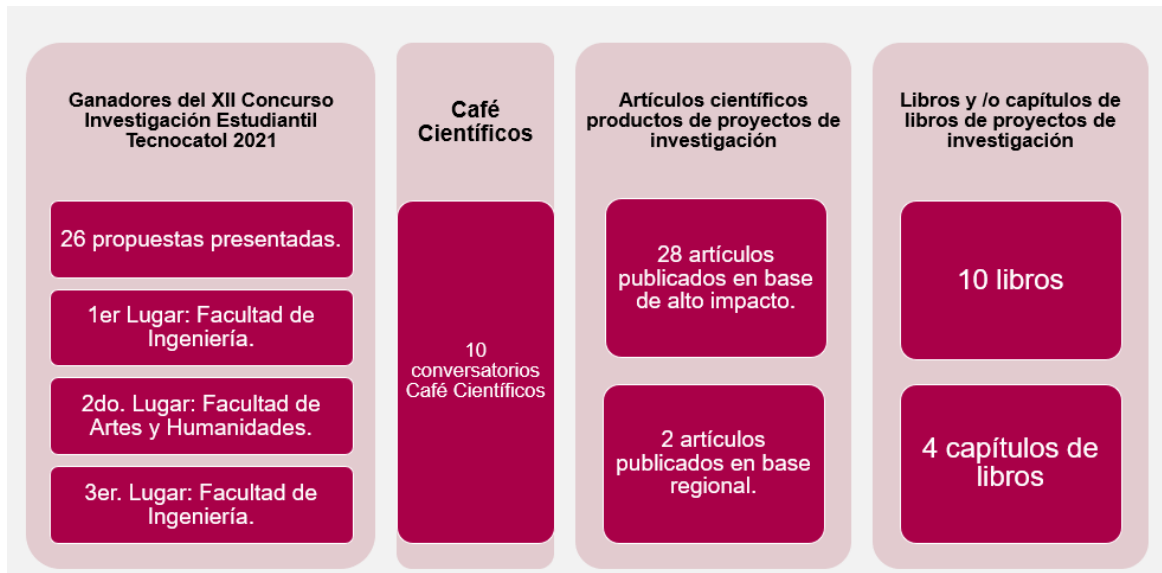 Ganadores del XII Concurso
Investigación Estudiantil
Tecnocatol 2021
26 propuestas presentadas.
1er Lugar: Facultad de
Ingeniería.
2do. Lugar: Facultad de
Artes y Humanidades.
3er. Lugar: Facultad de
Ingeniería.
Café
Científicos
10
conversatorios
Café Científicos
Artículos científicos
productos de proyectos de
investigación
28 artículos
publicados en base
de alto impacto.
2 artículos
publicados en base
regional.
Libros y /o capítulos de
libros de proyectos de
investigación
10 libros
4 capítulos de
libros